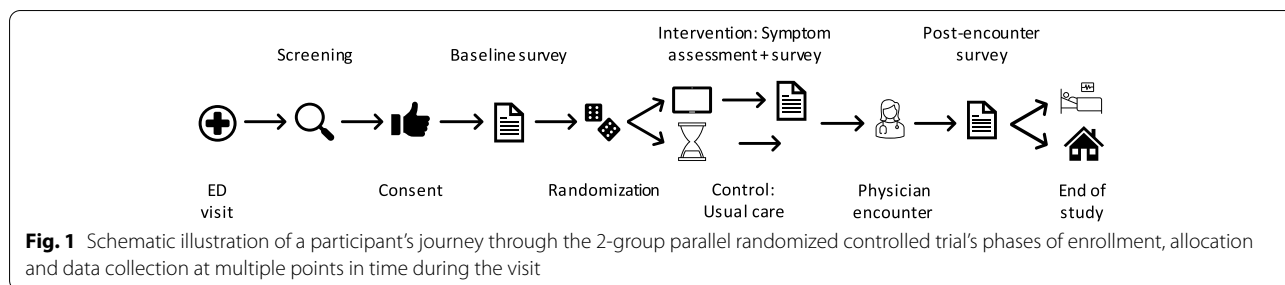 Screening
Baseline survey
Intervention: Symptom
assessment + survey
Post-encounter
survey
ED
visit
Consent
Randomization
Control:
Usual care
Physician
encounter
End of
study
Fig. 1 Schematic illustration of a participant's journey through the 2-group parallel randomized controlled trial's phases of enrollment, allocation
and data collection at multiple points in time during the visit